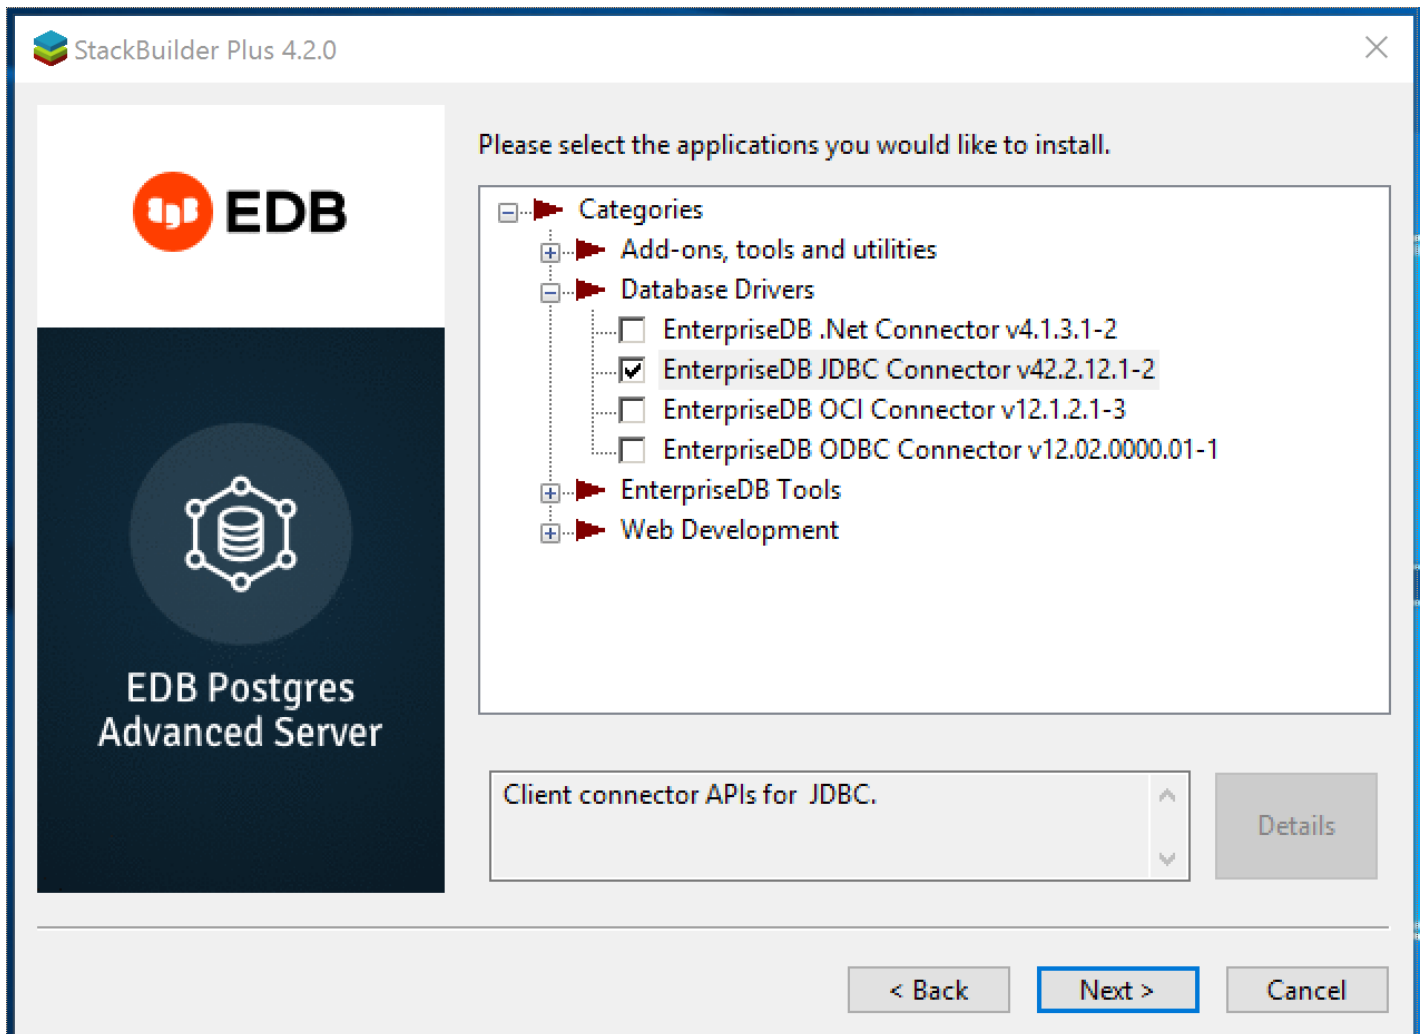 StackBuilder Plus 4.2.0
EDB
EDB Postgres
Advanced Server
Please select the applications you would like to install.
Categories
Add-ons, tools and utilities
Database Drivers
EnterpriseDB .Net Connector v4.1.3.1-2
EnterpriseDB JDBC Connector v42.2.12.1-2
EnterpriseDB OCI Connector v12.1.2.1-3
EnterpriseDB ODBC Connector v12.02.0000.01-1
EnterpriseDB Tools
Web Development
Client connector APIs for  JDBC.
Details
< Back
Next >
Cancel